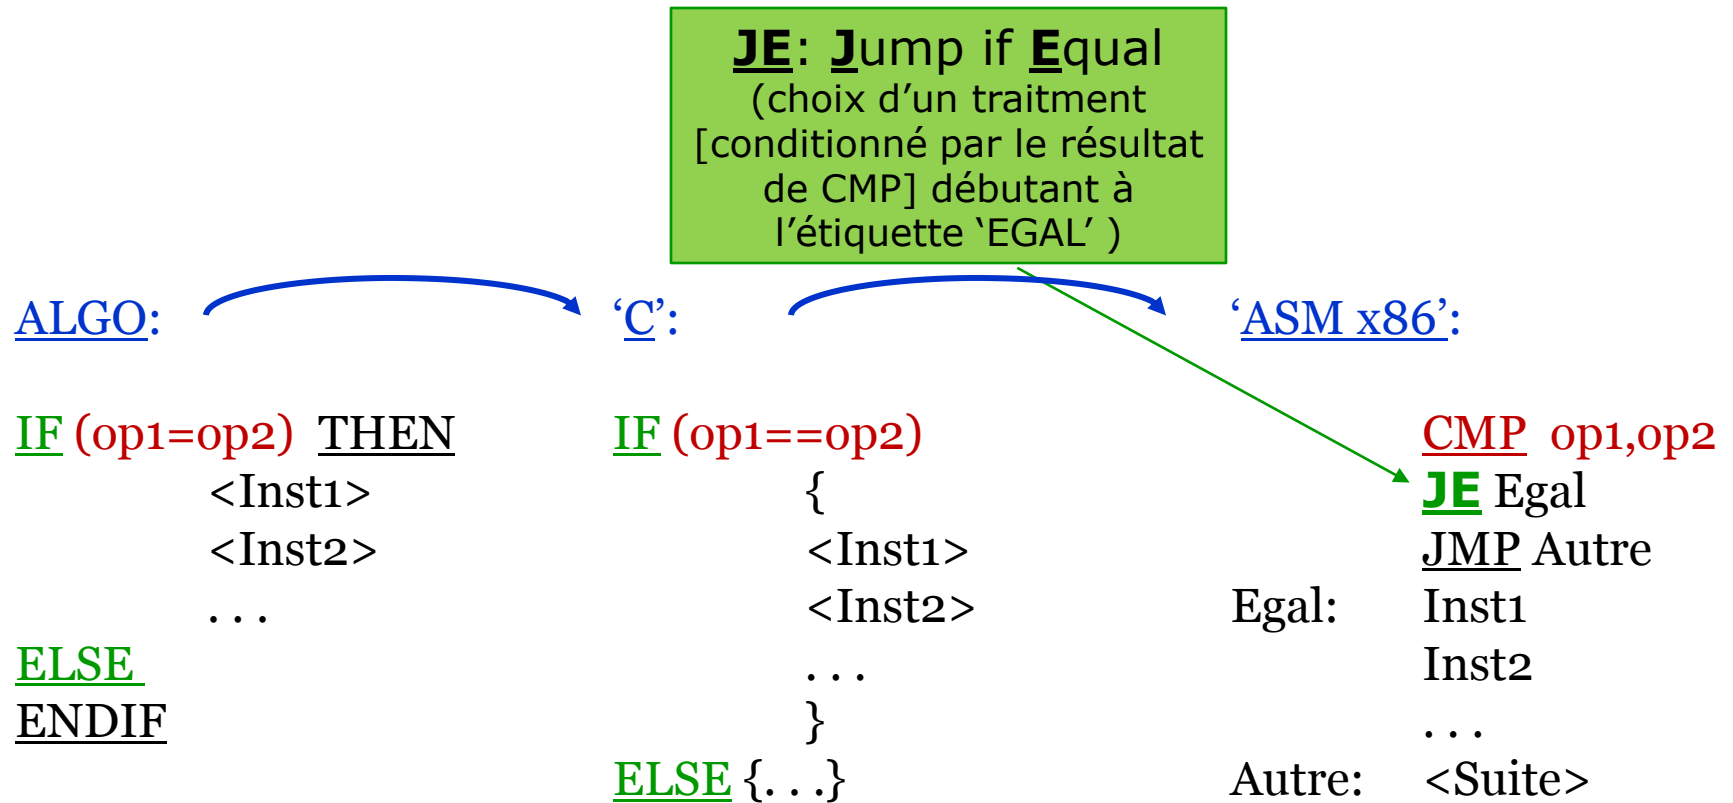 JE: Jump if Equal
(choix d’un traitment
[conditionné par le résultat
de CMP] débutant à
l’étiquette ‘EGAL’ )
ALGO:
IF (op1=op2) THEN
<Inst1>
<Inst2>
. . .
ELSE
ENDIF
‘C’:
IF (op1==op2)
{
<Inst1>
<Inst2>
. . .
}
ELSE {. . .}
‘ASM x86’:
CMP op1,op2
JE Egal
JMP Autre
Egal: Inst1
Inst2
. . .
Autre: <Suite>